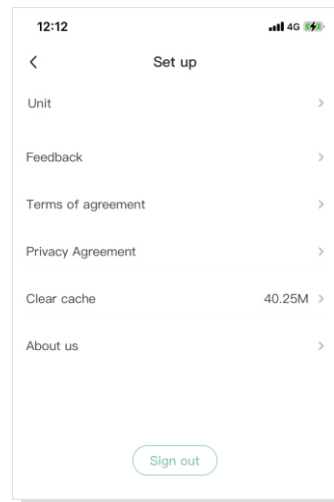 12:12 4G
Set up
Unit
Feedback
Terms of agreement
Privacy Agreement
Clear cache 40.25M
About us
Sign out